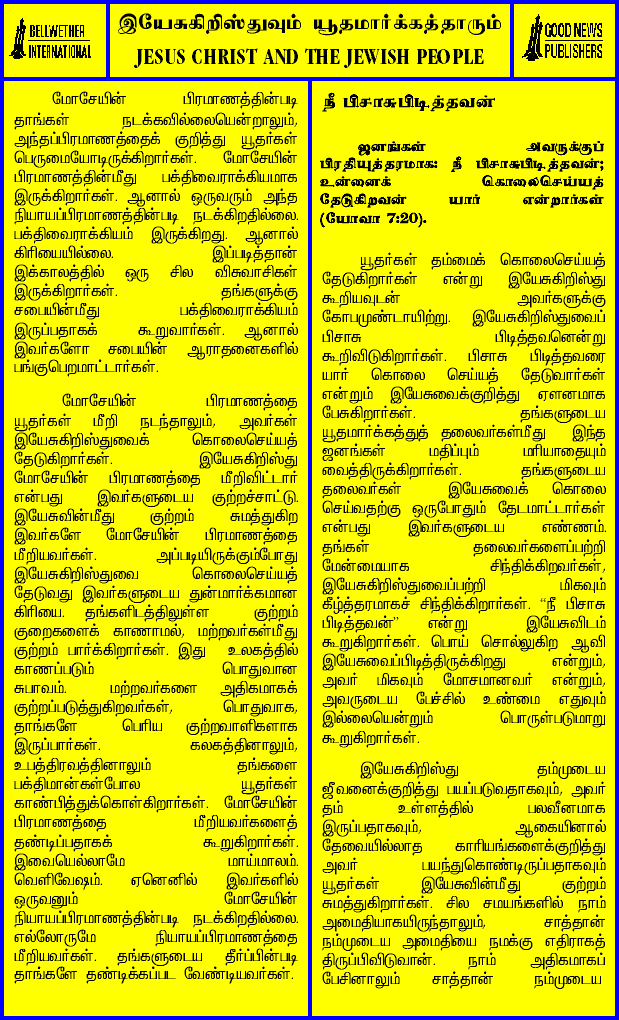 BELLWETHER
INTERNATIONAL
இயேசுகிறிஸ்துவும் யூதமார்க்கத்தாரும்
JESUS CHRIST AND THE JEWISH PEOPLE
GOOD NEWS
PUBLISHERS
மோசேயின் பிரமாணத்தின்படி
தாங்கள் நடக்கவில்லையென்றாலும்,
அந்தப்பிரமாணத்தைக் குறித்து யூதர்கள்
பெருமையோடிருக்கிறார்கள். மோசேயின்
பிரமாணத்தின்மீது பக்திவைராக்கியமாக
இருக்கிறார்கள். ஆனால் ஒருவரும் அந்த
நியாயப்பிரமாணத்தின்படி நடக்கிறதில்லை.
பக்திவைராக்கியம் இருக்கிறது. ஆனால்
கிரியையில்லை. இப்படித்தான்
இக்காலத்தில் ஒரு சில விசுவாசிகள்
இருக்கிறார்கள். தங்களுக்கு
சபையின்மீது பக்திவைராக்கியம்
இருப்பதாகக் கூறுவார்கள். ஆனால்
இவர்களோ சபையின் ஆராதனைகளில்
பங்குபெறமாட்டார்கள்.
மோசேயின் பிரமாணத்தை
யூதர்கள் மீறி நடந்தாலும், அவர்கள்
இயேசுகிறிஸ்துவைக் கொலைசெய்யத்
தேடுகிறார்கள். இயேசுகிறிஸ்து
மோசேயின் பிரமாணத்தை மீறிவிட்டார்
என்பது இவர்களுடைய குற்றச்சாட்டு.
இயேசுவின்மீது குற்றம் சுமத்துகிற
இவர்களே மோசேயின் பிரமாணத்தை
மீறியவர்கள். அப்படியிருக்கும்போது
இயேசுகிறிஸ்துவை கொலைசெய்யத்
தேடுவது இவர்களுடைய துன்மார்க்கமான
கிரியை. தங்களிடத்திலுள்ள குற்றம்
குறைகளைக் காணாமல், மற்றவர்கள்மீது
குற்றம் பார்க்கிறார்கள். இது உலகத்தில்
காணப்படும் பொதுவான
சுபாவம். மற்றவர்களை அதிகமாகக்
குற்றப்படுத்துகிறவர்கள், பொதுவாக,
தாங்களே பெரிய குற்றவாளிகளாக
இருப்பார்கள். கலகத்தினாலும்,
உபத்திரவத்தினாலும் தங்களை
பக்திமான்கள்போல யூதர்கள்
காண்பித்துக்கொள்கிறார்கள். மோசேயின்
பிரமாணத்தை மீறியவர்களைத்
தண்டிப்பதாகக் கூறுகிறார்கள்.
இவையெல்லாமே மாய்மாலம்.
வெளிவேஷம். ஏனெனில் இவர்களில்
ஒருவனும் மோசேயின்
நியாயப்பிரமாணத்தின்படி நடக்கிறதில்லை.
எல்லோருமே நியாயப்பிரமாணத்தை
மீறியவர்கள். தங்களுடைய தீர்ப்பின்படி
தாங்களே தண்டிக்கப்பட வேண்டியவர்கள்.
நீ பிசாசுபிடித்தவன்
ஜனங்கள் அவருக்குப்
பிரதியுத்தரமாக: நீ பிசாசுபிடித்தவன்;
உன்னைக் கொலைசெய்யத்
தேடுகிறவன் யார் என்றார்கள்
(யோவா 7:20).
யூதர்கள் தம்மைக் கொலைசெய்யத்
தேடுகிறார்கள் என்று இயேசுகிறிஸ்து
கூறியவுடன் அவர்களுக்கு
கோபமுண்டாயிற்று. இயேசுகிறிஸ்துவைப்
பிசாசு பிடித்தவனென்று
கூறிவிடுகிறார்கள். பிசாசு பிடித்தவரை
யார் கொலை செய்யத் தேடுவார்கள்
என்றும் இயேசுவைக்குறித்து ஏளனமாக
பேசுகிறார்கள். தங்களுடைய
யூதமார்க்கத்துத் தலைவர்கள்மீது இந்த
ஜனங்கள் மதிப்பும் மரியாதையும்
வைத்திருக்கிறார்கள். தங்களுடைய
தலைவர்கள் இயேசுவைக் கொலை
செய்வதற்கு ஒருபோதும் தேடமாட்டார்கள்
என்பது இவர்களுடைய எண்ணம்.
தங்கள் தலைவர்களைப்பற்றி
மேன்மையாக சிந்திக்கிறவர்கள்,
இயேசுகிறிஸ்துவைப்பற்றி மிகவும்
கீழ்த்தரமாகச் சிந்திக்கிறார்கள். “நீ பிசாசு
பிடித்தவன்” என்று இயேசுவிடம்
கூறுகிறார்கள். பொய் சொல்லுகிற ஆவி
இயேசுவைப்பிடித்திருக்கிறது என்றும்,
அவர் மிகவும் மோசமானவர் என்றும்,
அவருடைய பேச்சில் உண்மை எதுவும்
இல்லையென்றும் பொருள்படுமாறு
கூறுகிறார்கள்.
இயேசுகிறிஸ்து தம்முடைய
ஜீவனைக்குறித்து பயப்படுவதாகவும், அவர்
தம் உள்ளத்தில் பலவீனமாக
இருப்பதாகவும், ஆகையினால்
தேவையில்லாத காரியங்களைக்குறித்து
அவர் பயந்துகொண்டிருப்பதாகவும்
யூதர்கள் இயேசுவின்மீது குற்றம்
சுமத்துகிறார்கள். சில சமயங்களில் நாம்
அமைதியாகயிருந்தாலும், சாத்தான்
நம்முடைய அமைதியை நமக்கு எதிராகத்
திருப்பிவிடுவான். நாம் அதிகமாகப்
பேசினாலும் சாத்தான் நம்முடைய